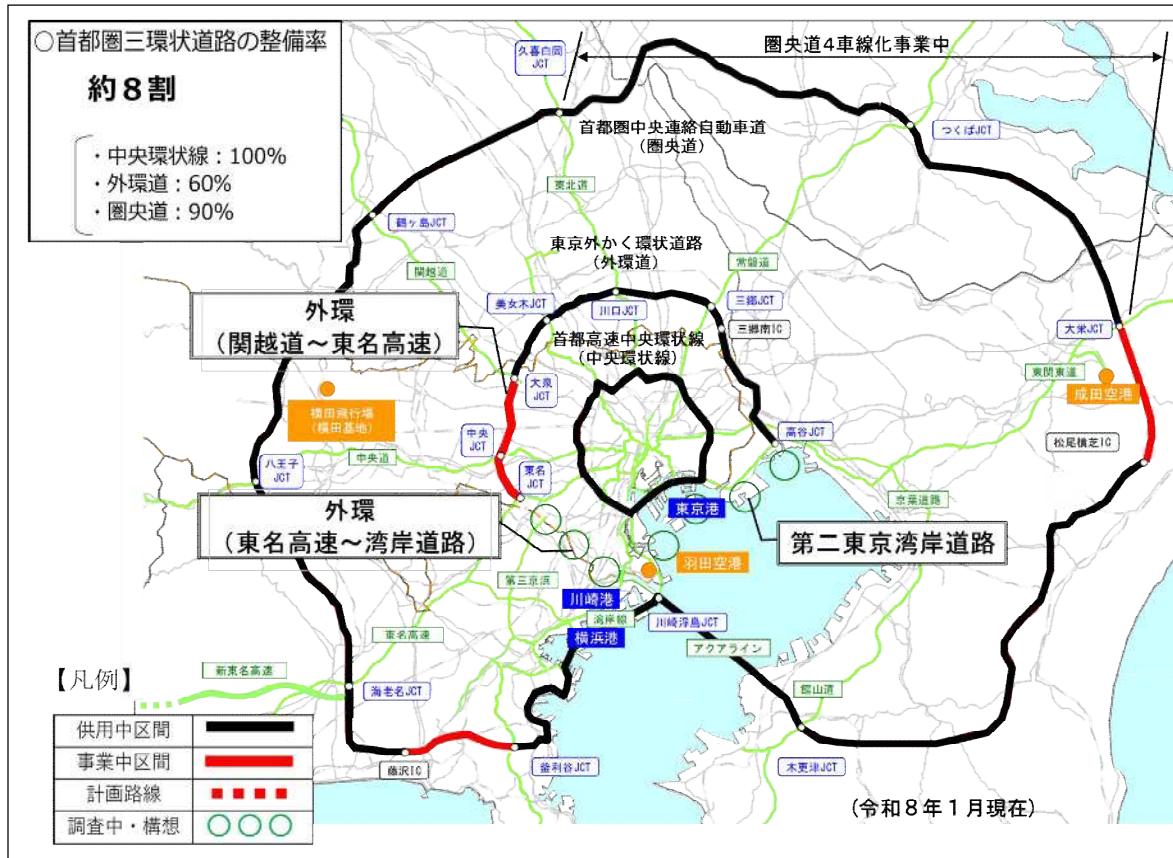 ○首都圏三環状道路の整備率
約8割
・中央環状線：100%
・外環道：60%
・圏央道：90%
久喜白岡
JCT
圏央道4車線化事業中
首都圏中央連絡自動車道
(圏央道)
つくばJCT
東北道
鶴ヶ島JCT
関越道
東京外かく環状道路
(外環道)
常磐道
美女木JCT
川口JCT
三郷JCT
三郷南IC
外環
(関越道～東名高速)
首都高速中央環状線
(中央環状線)
大栄JCT
東関東道
成田空港
大泉
JCT
横田飛行場
(横田基地)
中央
JCT
高谷JCT
松尾横芝IC
八王子
JCT
中央道
東名
JCT
京葉道路
外環
(東名高速～湾岸道路)
東京港
第二東京湾岸道路
羽田空港
第三京浜
川崎港
湾岸線
川崎浮島JCT
横浜港
東名高速
アクアライン
新東名高速
海老名JCT
館山道
【凡例】
供用中区間
事業中区間
計画路線
調査中・構想
藤沢IC
釜利谷JCT
木更津JCT
(令和8年1月現在)